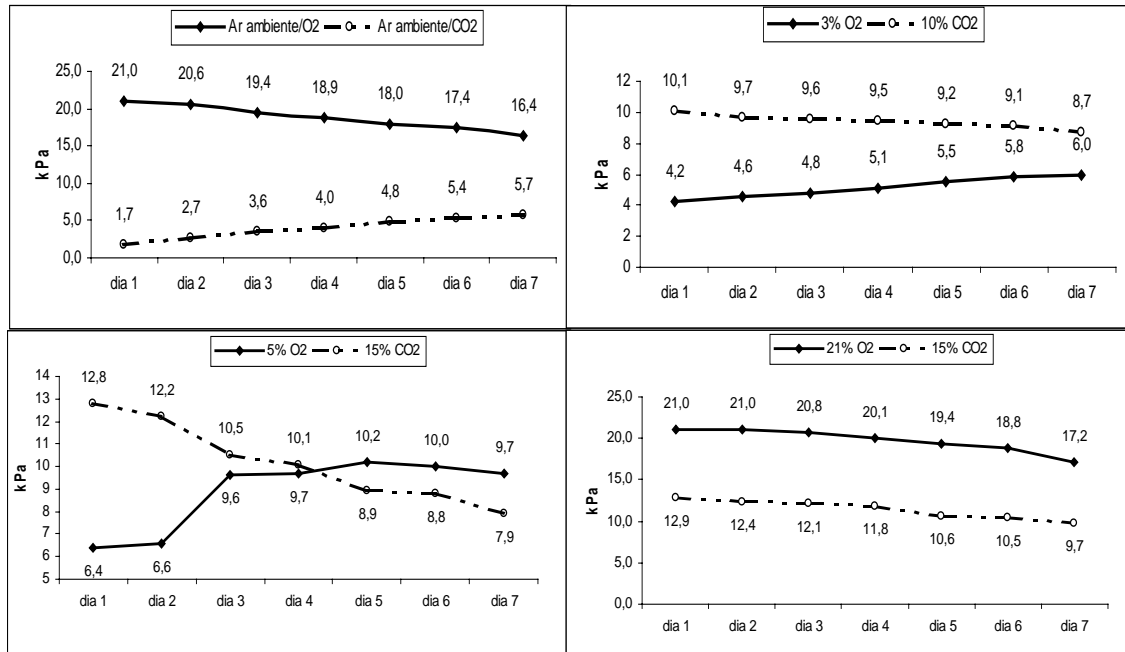 Ar ambiente/O2 Ar ambiente/CO2
25,0
20,0
15,0
10,0
5,0
0,0
kPa
21,0 20,6 19,4 18,9 18,0 17,4 16,4
1,7 2,7 3,6 4,0 4,8 5,4 5,7
dia 1 dia 2 dia 3 dia 4 dia 5 dia 6 dia 7
3% O2 10% CO2
12
10
8
6
4
2
0
kPa
10,1 9,7 9,6 9,5 9,2 9,1 8,7
4,2 4,6 4,8 5,1 5,5 5,8 6,0
dia 1 dia 2 dia 3 dia 4 dia 5 dia 6 dia 7
5% O2 15% CO2
14
13
12
11
10
9
8
7
6
5
kPa
12,8 12,2 10,5 10,1 10,2 10,0 9,7
6,4 6,6 9,6 9,7 8,9 8,8 7,9
dia 1 dia 2 dia 3 dia 4 dia 5 dia 6 dia 7
21% O2 15% CO2
25,0
20,0
15,0
10,0
5,0
0,0
kPa
21,0 21,0 20,8 20,1 19,4 18,8 17,2
12,9 12,4 12,1 11,8 10,6 10,5 9,7
dia 1 dia 2 dia 3 dia 4 dia 5 dia 6 dia 7